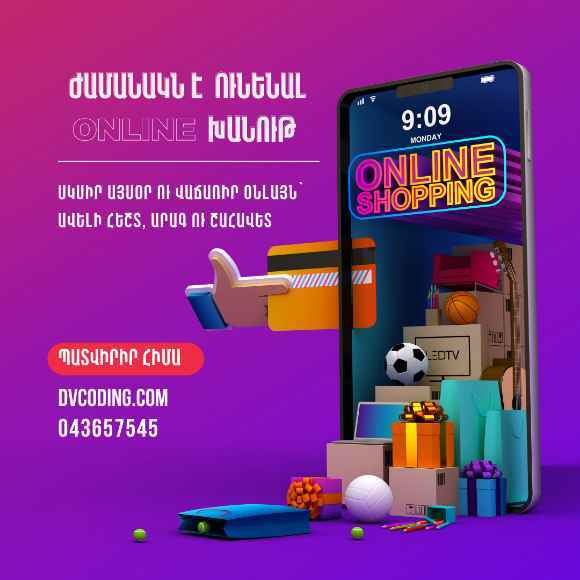 ԺԱՄԱՆԱԿՆ Է ՈՒՆԵՆԱԼ
ONLINE ԽԱՆՈՒԹ
ՍԿՍԻՐ ԱՅՍՕՐ ՈՒ ՎԱՃԱՌԻՐ ՕՆԼԱՅՆ՝
ԱՎԵԼԻ ՀԵՇՏ, ԱՐԱԳ ՈՒ ՇԱՀԱՎԵՏ
ՊԱՏՎԻՐԻՐ ՀԻՄԱ
DVCODING.COM
043657545
9:09
MONDAY
ONLINE
SHOPPING
LEDTV